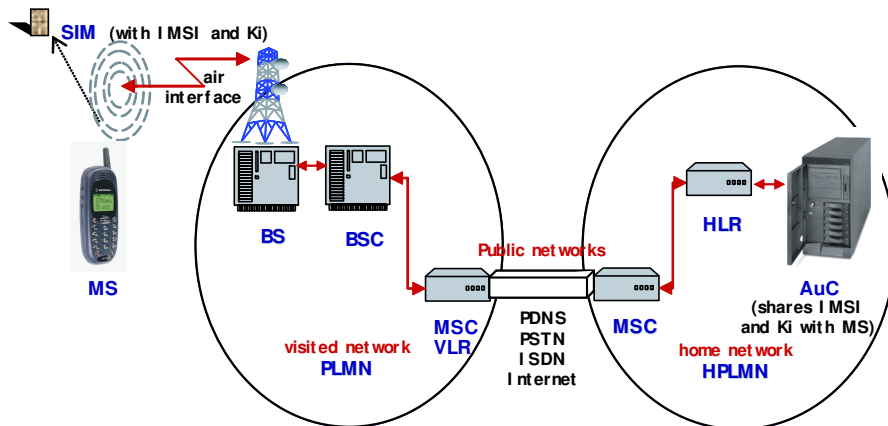 SIM (with IMSI and Ki)
air
interface
MS
BS
BSC
MSC
VLR
visited network
PLMN
Public networks
PDNS
PSTN
ISDN
Internet
MSC
HLR
AuC
(shares IMSI
and Ki with MS)
home network
HPLMN